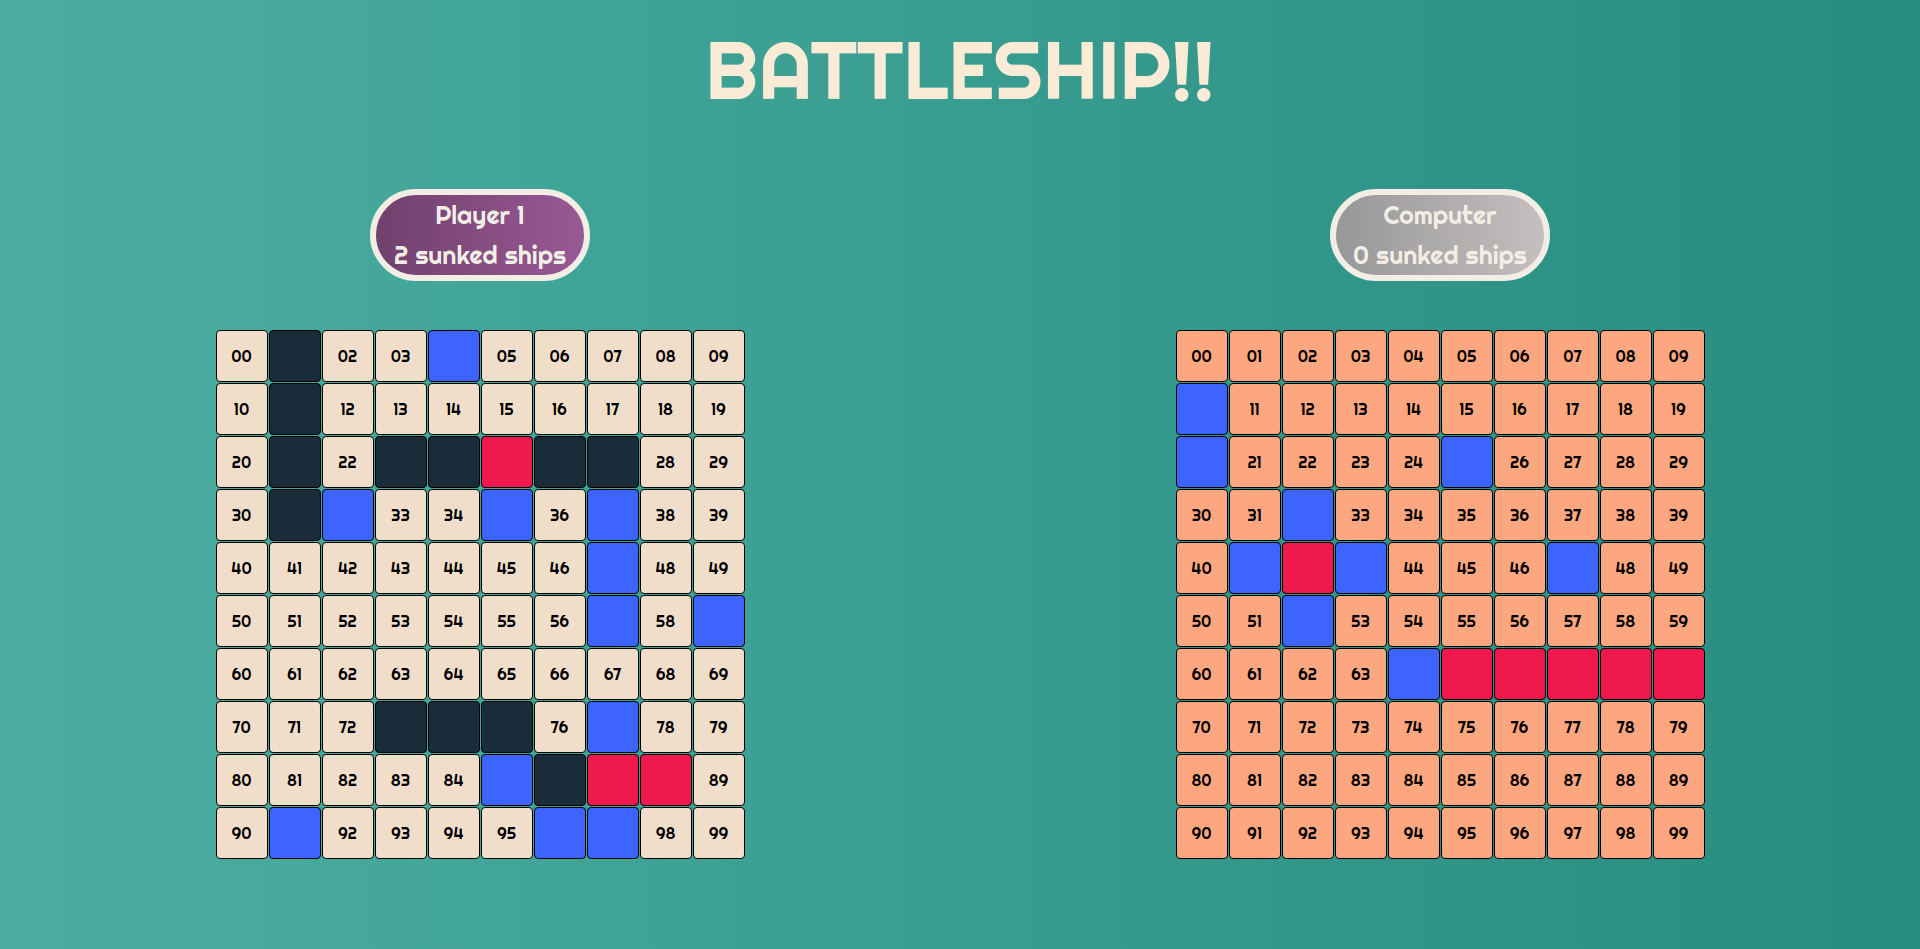 BATTLESHIP!!
Player 1
2 sunked ships
Computer
0 sunked ships
00 02 03 05 06 07 08 09
10 12 13 14 15 16 17 18 19
20 22 28 29
30 33 34 36 38 39
40 41 42 43 44 45 46 48 49
50 51 52 53 54 55 56 58
60 61 62 63 64 65 66 67 68 69
70 71 72 76 78 79
80 81 82 83 84 89
90 92 93 94 95 98 99
00 01 02 03 04 05 06 07 08 09
11 12 13 14 15 16 17 18 19
21 22 23 24 26 27 28 29
30 31 33 34 35 36 37 38 39
40 44 45 46 48 49
50 51 53 54 55 56 57 58 59
60 61 62 63
70 71 72 73 74 75 76 77 78 79
80 81 82 83 84 85 86 87 88 89
90 91 92 93 94 95 96 97 98 99